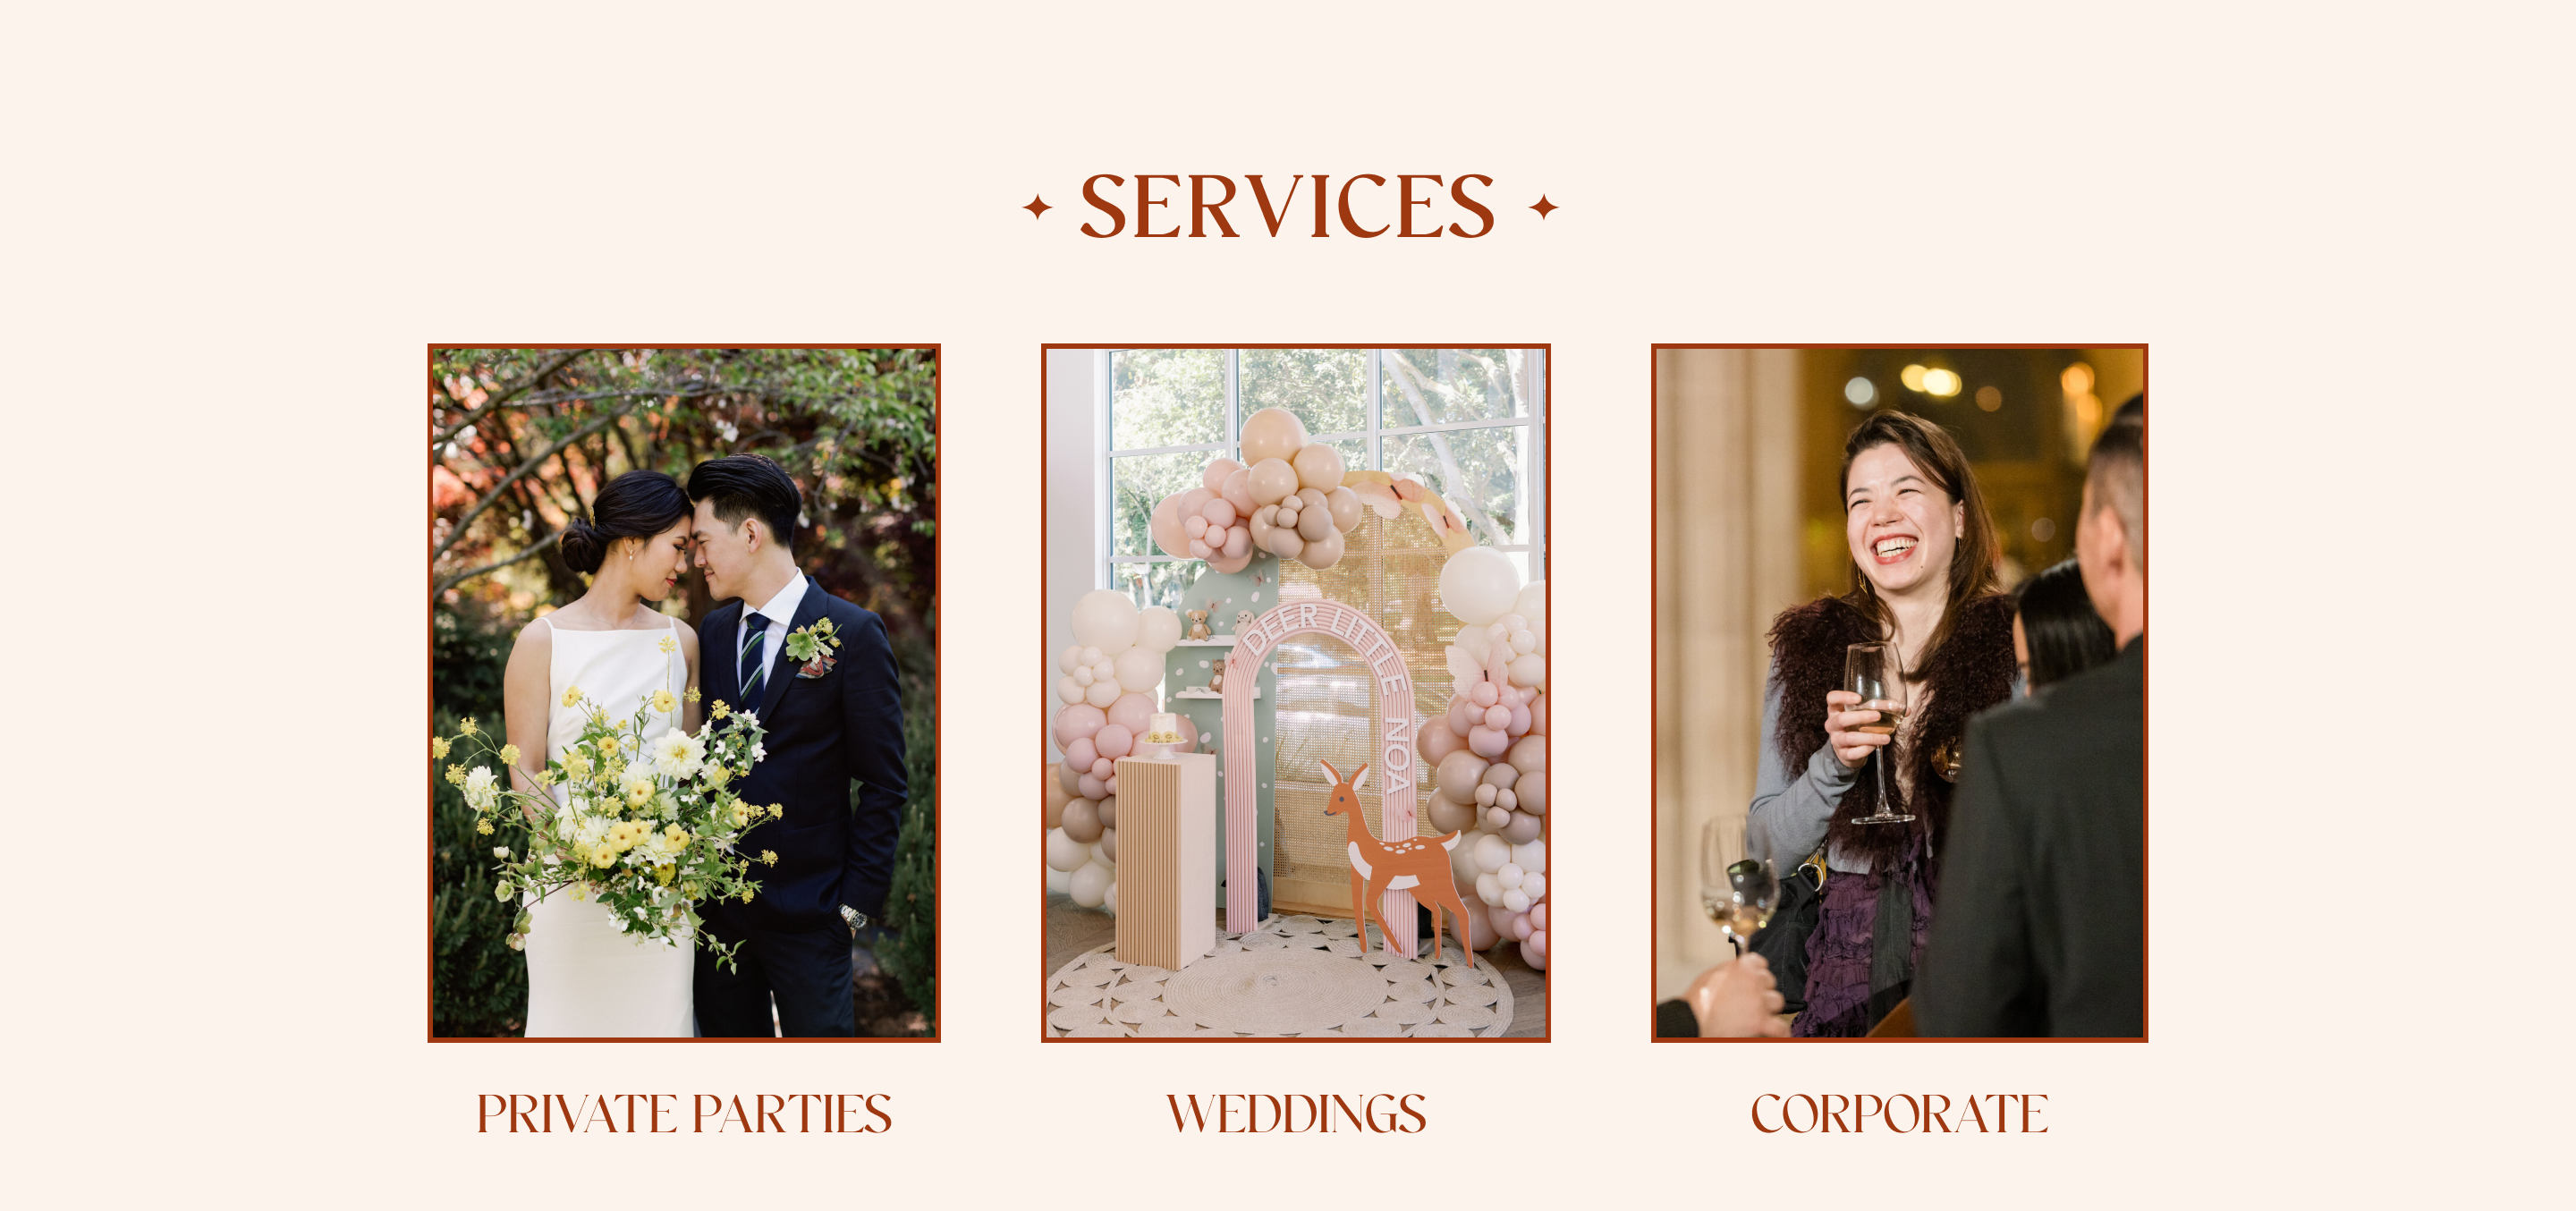 SERVICES
DEER LITTLE NOA
PRIVATE PARTIES
WEDDINGS
CORPORATE